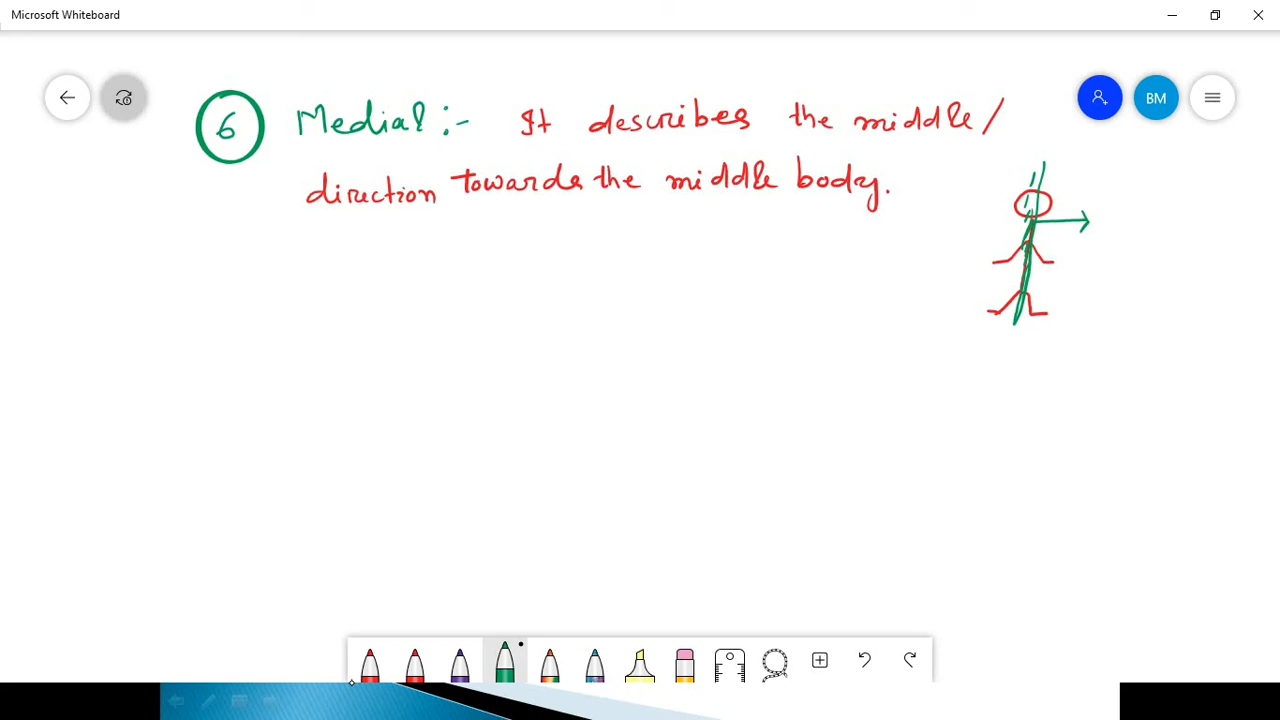 Microsoft Whiteboard
BM
6 Medial :- It describes the middle/
direction towards the middle body.